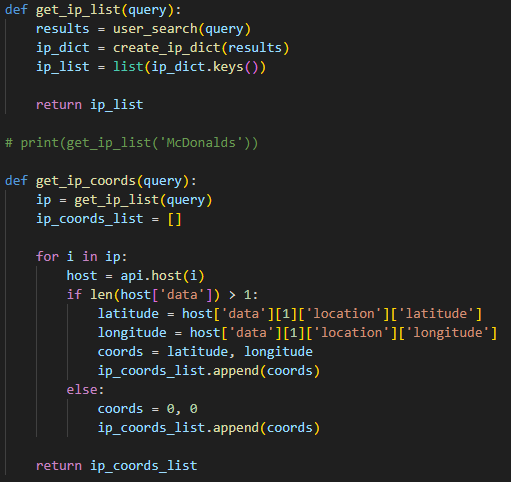 def get_ip_list(query):
    results = user_search(query)
    ip_dict = create_ip_dict(results)
    ip_list = list(ip_dict.keys())

    return ip_list

# print(get_ip_list('McDonalds'))

def get_ip_coords(query):
    ip = get_ip_list(query)
    ip_coords_list = []

    for i in ip:
        host = api.host(i)
        if len(host['data']) > 1:
            latitude = host['data'][1]['location']['latitude']
            longitude = host['data'][1]['location']['longitude']
            coords = latitude, longitude
            ip_coords_list.append(coords)
        else:
            coords = 0, 0
            ip_coords_list.append(coords)

    return ip_coords_list